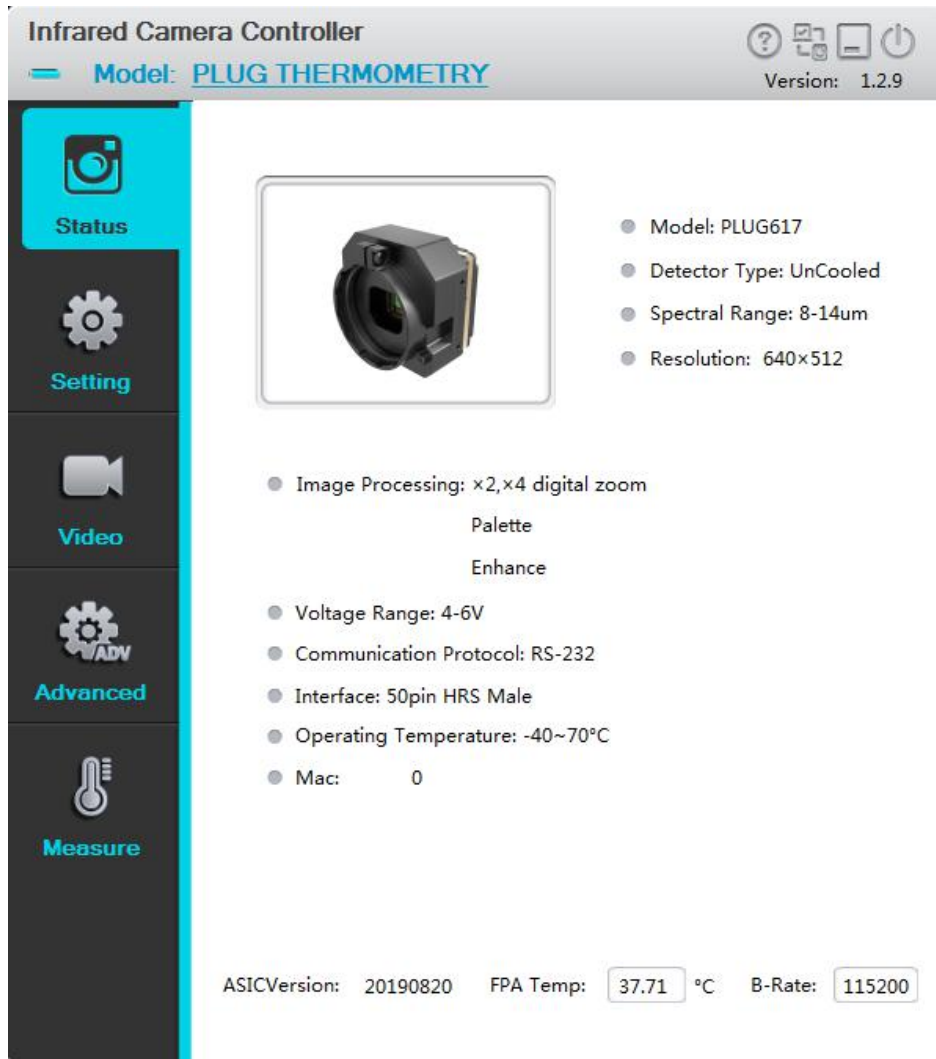 Infrared Camera Controller
Model: PLUG THERMOMETRY
Version: 1.2.9
Status
Setting
Video
ADV
Advanced
Measure
Model: PLUG617
Detector Type: UnCooled
Spectral Range: 8-14um
Resolution: 640×512
Image Processing: ×2,×4 digital zoom
Palette
Enhance
Voltage Range: 4-6V
Communication Protocol: RS-232
Interface: 50pin HRS Male
Operating Temperature: -40~70°C
Mac: 0
ASICVersion: 20190820 FPA Temp: 37.71 °C B-Rate: 115200